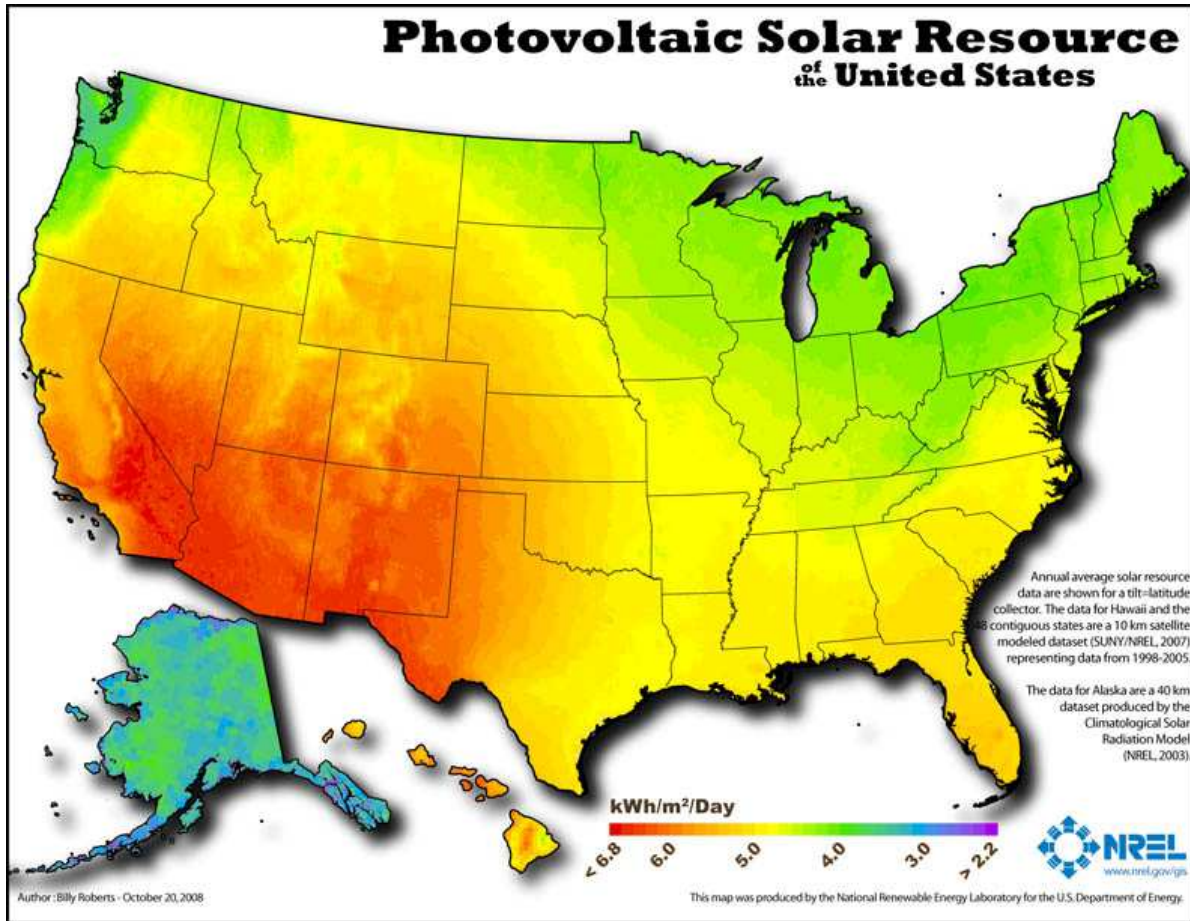 Photovoltaic Solar Resource
of the United States
Annual average solar resource
data are shown for a tilt=latitude
collector. The data for Hawaii and the
48 contiguous states are a 10 km satellite
modeled dataset (SUNY/NREL, 2007)
representing data from 1998-2005.
The data for Alaska are a 40 km
dataset produced by the
Climatological Solar
Radiation Model
(NREL, 2003).
kWh/m²/Day
< 6.8 6.0 5.0 4.0 3.0 > 2.2
NREL
www.nrel.gov/gis
Author : Billy Roberts - October 20, 2008
This map was produced by the National Renewable Energy Laboratory for the U.S. Department of Energy.